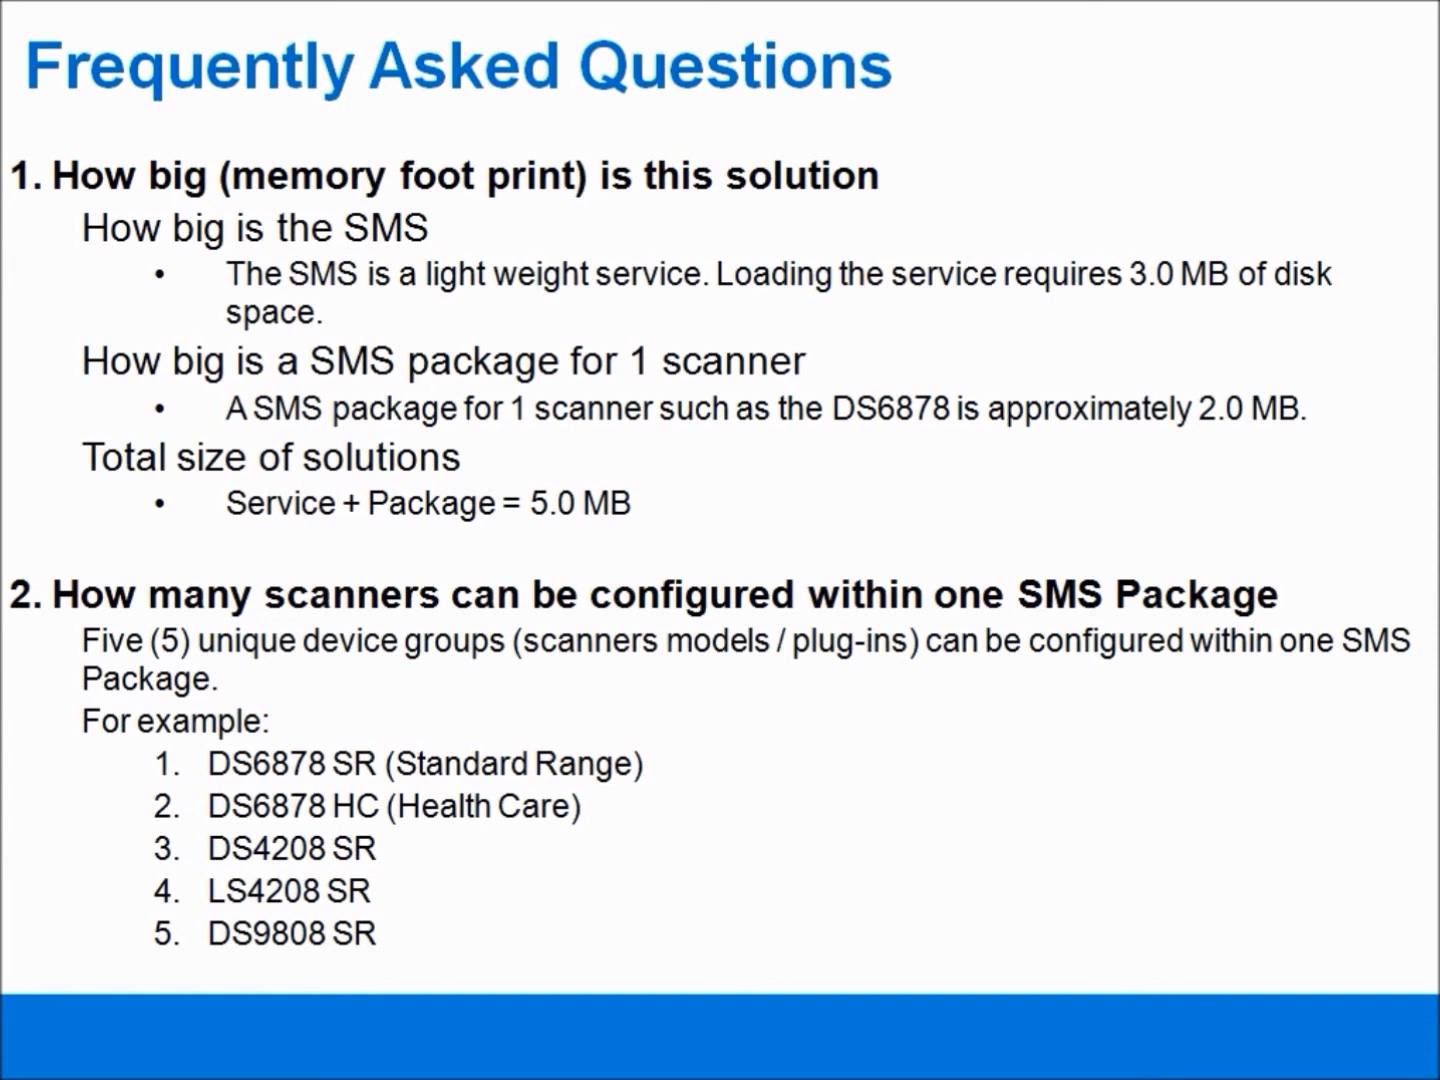 Frequently Asked Questions
1. How big (memory foot print) is this solution
How big is the SMS
• The SMS is a light weight service. Loading the service requires 3.0 MB of disk
space.
How big is a SMS package for 1 scanner
• A SMS package for 1 scanner such as the DS6878 is approximately 2.0 MB.
Total size of solutions
• Service + Package = 5.0 MB
2. How many scanners can be configured within one SMS Package
Five (5) unique device groups (scanners models / plug-ins) can be configured within one SMS
Package.
For example:
1. DS6878 SR (Standard Range)
2. DS6878 HC (Health Care)
3. DS4208 SR
4. LS4208 SR
5. DS9808 SR